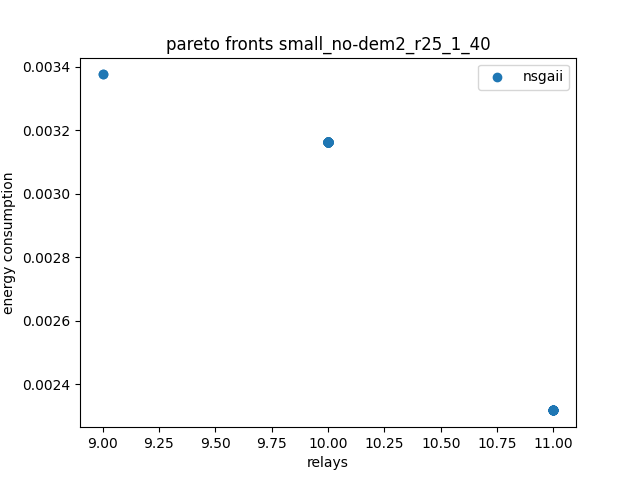 pareto fronts small_no-dem2_r25_1_40
nsgaii
0.0034
0.0032
0.0030
0.0028
0.0026
0.0024
energy consumption
9.00 9.25 9.50 9.75 10.00 10.25 10.50 10.75 11.00
relays